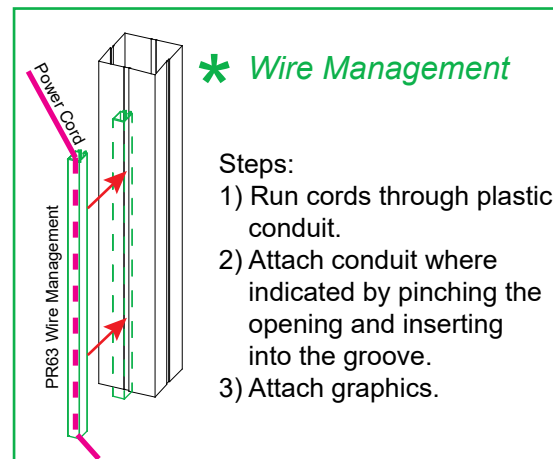 * Wire Management
Power Cord
PR63 Wire Management
Steps:
1) Run cords through plastic
conduit.
2) Attach conduit where
indicated by pinching the
opening and inserting
into the groove.
3) Attach graphics.